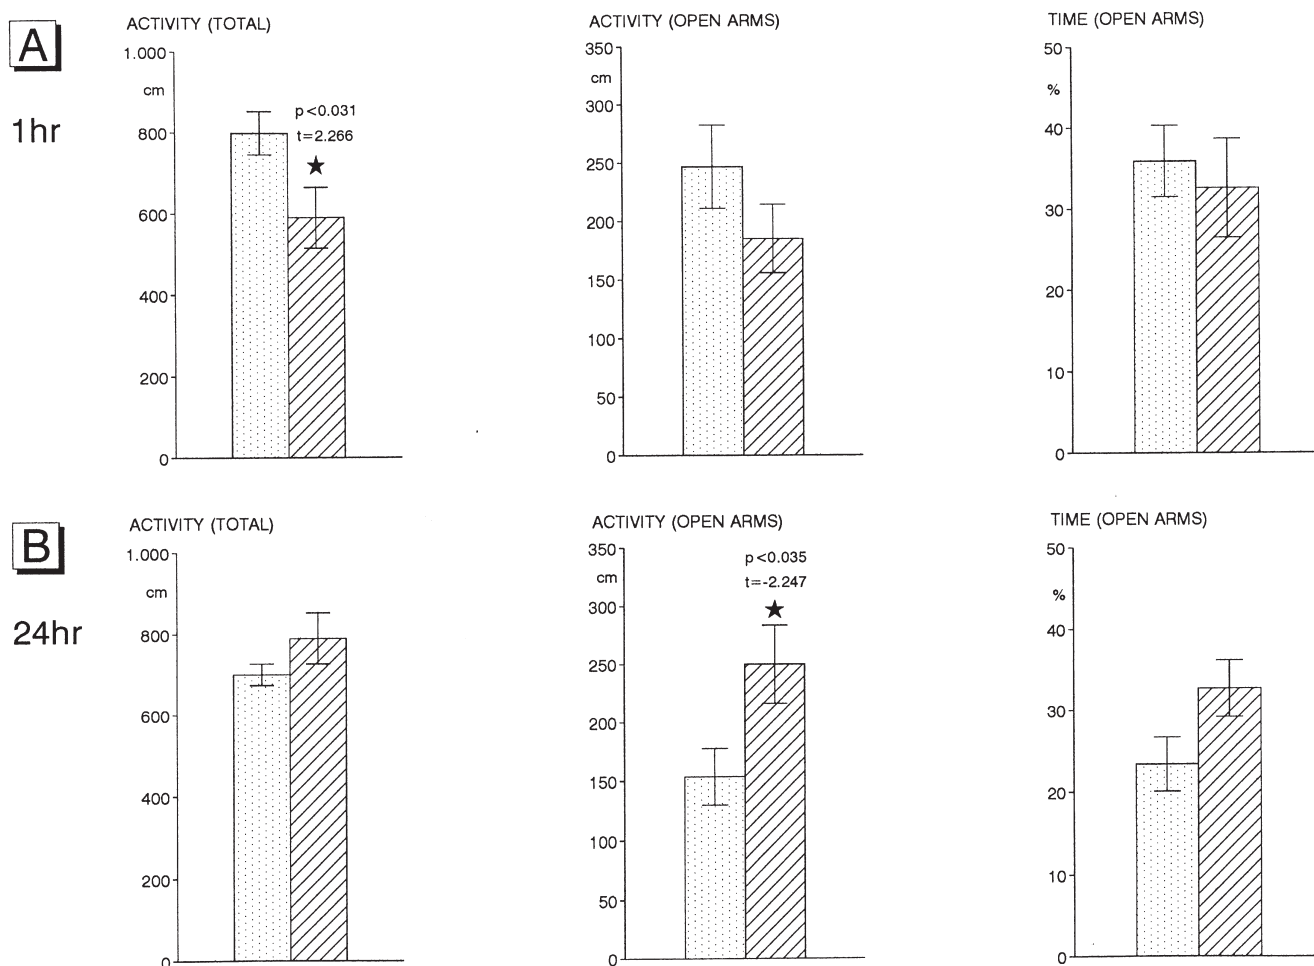 A
1hr
ACTIVITY (TOTAL)
1.000
cm
800
600
400
200
0
p<0.031
t=2.266
ACTIVITY (OPEN ARMS)
350
cm
300
250
200
150
100
50
0
TIME (OPEN ARMS)
50
%
40
30
20
10
0
B
24hr
ACTIVITY (TOTAL)
1.000
cm
800
600
400
200
0
ACTIVITY (OPEN ARMS)
350
cm
300
250
200
150
100
50
0
p<0.035
t=-2.247
TIME (OPEN ARMS)
50
%
40
30
20
10
0